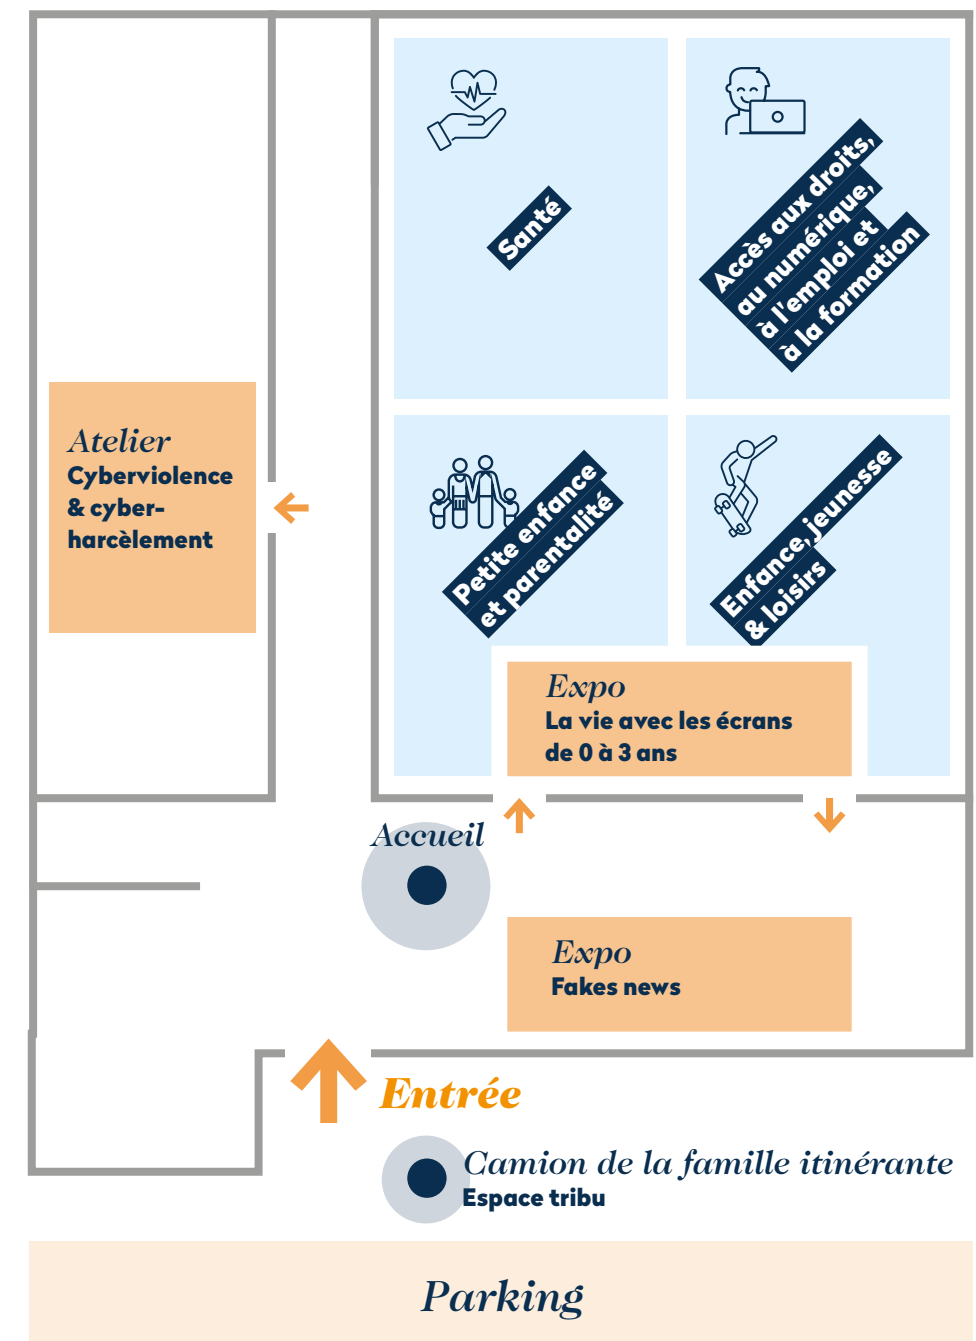 Santé
Accès aux droits,
au numérique,
à l'emploi et
à la formation
Atelier
Cyberviolence
& cyber-
harcèlement
Petite enfance
et parentalité
Enfance, jeunesse
& loisirs
Expo
La vie avec les écrans
de 0 à 3 ans
Accueil
Expo
Fakes news
Entrée
Camion de la famille itinérante
Espace tribu
Parking